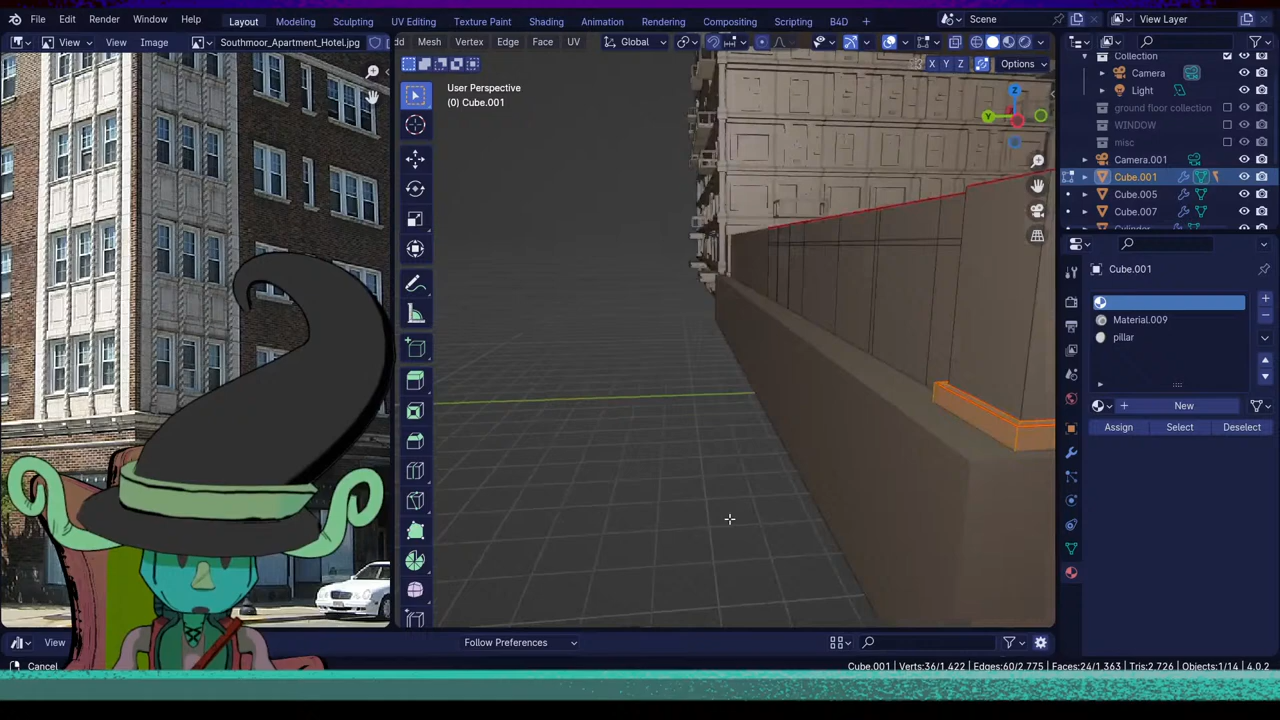 File Edit Render Window Help
Layout Modeling Sculpting UV Editing Texture Paint Shading Animation Rendering Compositing Scripting B4D +
Scene View Layer
View View Image Southmoor_Apartment_Hotel.jpg
dd Mesh Vertex Edge Face UV Global
X Y Z Options
User Perspective
(0) Cube.001
Z
Y
Collection
Camera
Light
ground floor collection
WINDOW
misc
Camera.001
Cube.001
Cube.005
Cube.007
Cylinder
Cube.001
Material.009
pillar
New
Assign Select Deselect
View Follow Preferences
Cancel Cube.001 | Verts:36/1,422 | Edges:60/2,775 | Faces:24/1,363 | Tris:2,726 | Objects:1/14 | 4.0.2